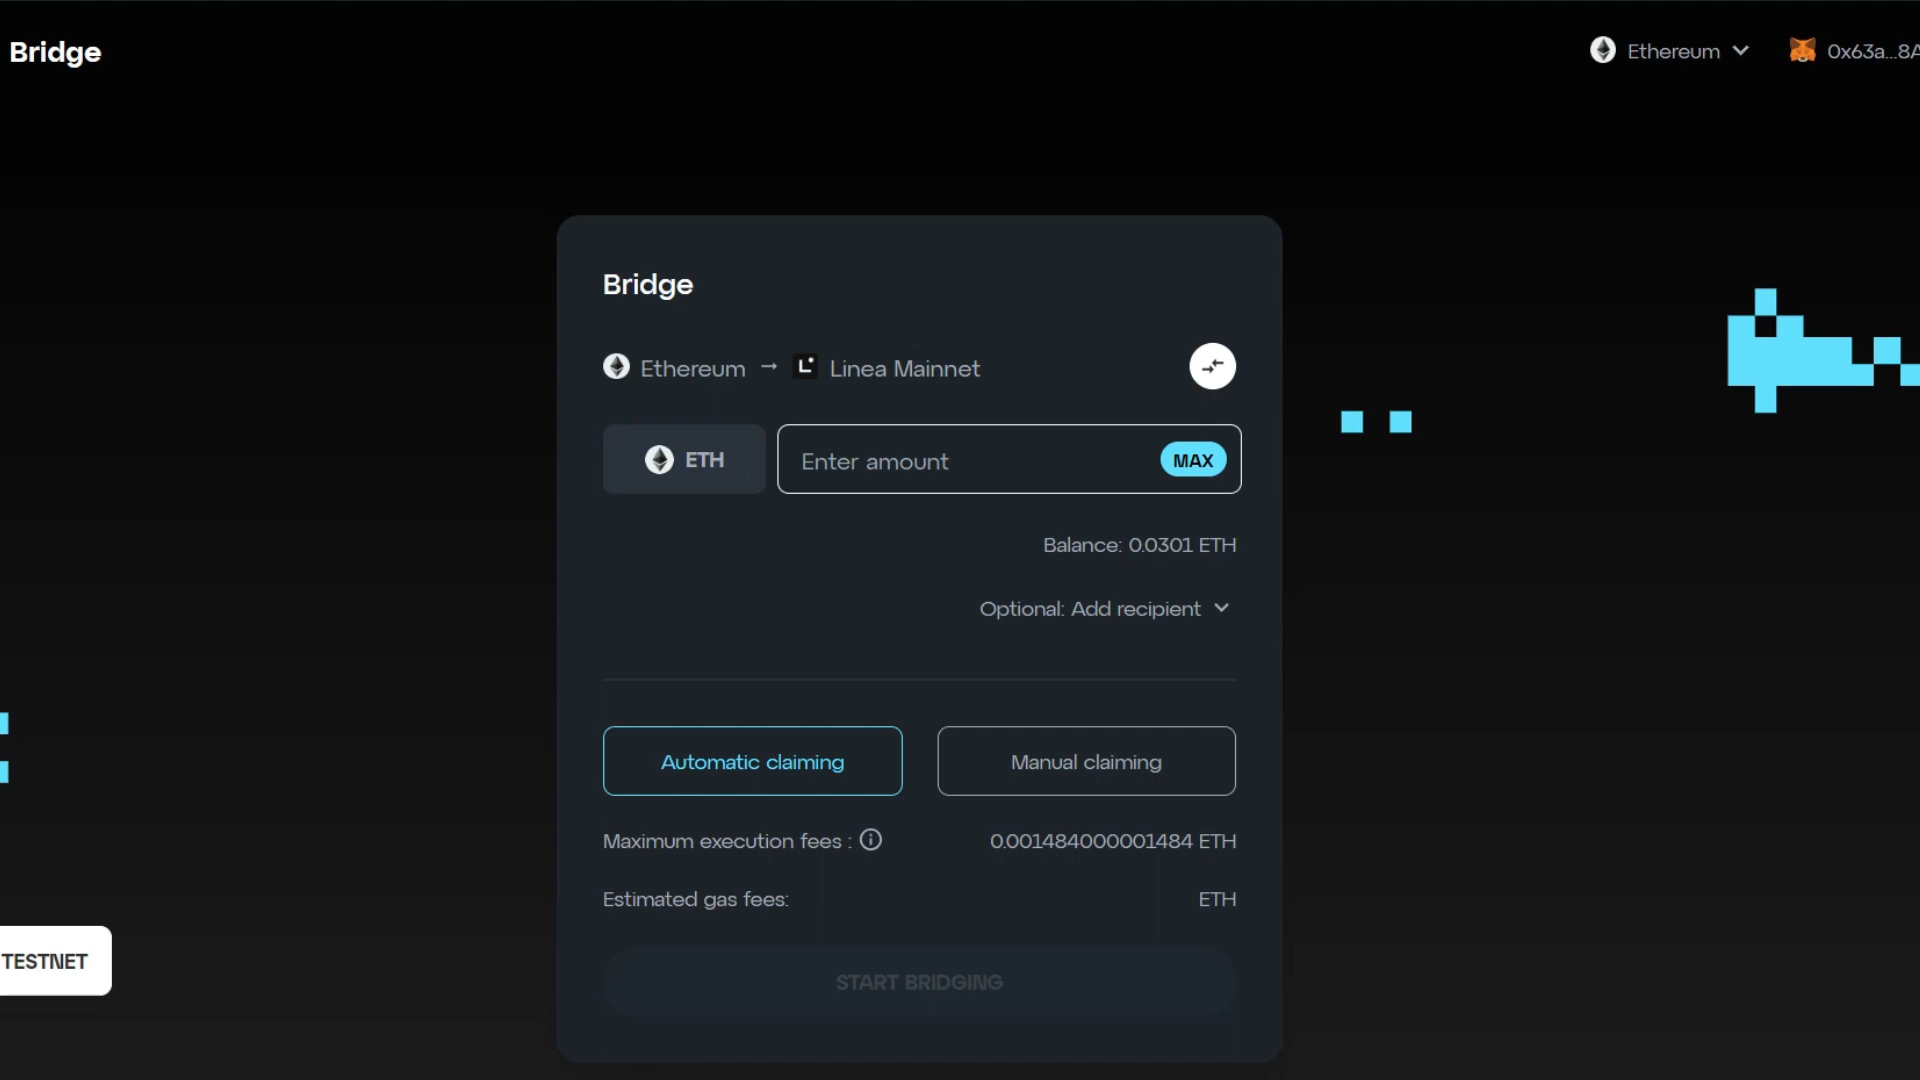 Bridge
Ethereum
0x63a...8A
Bridge
Ethereum → Linea Mainnet
ETH
Enter amount
MAX
Balance: 0.0301 ETH
Optional: Add recipient
Automatic claiming
Manual claiming
Maximum execution fees :
0.001484000001484 ETH
Estimated gas fees:
ETH
TESTNET
START BRIDGING